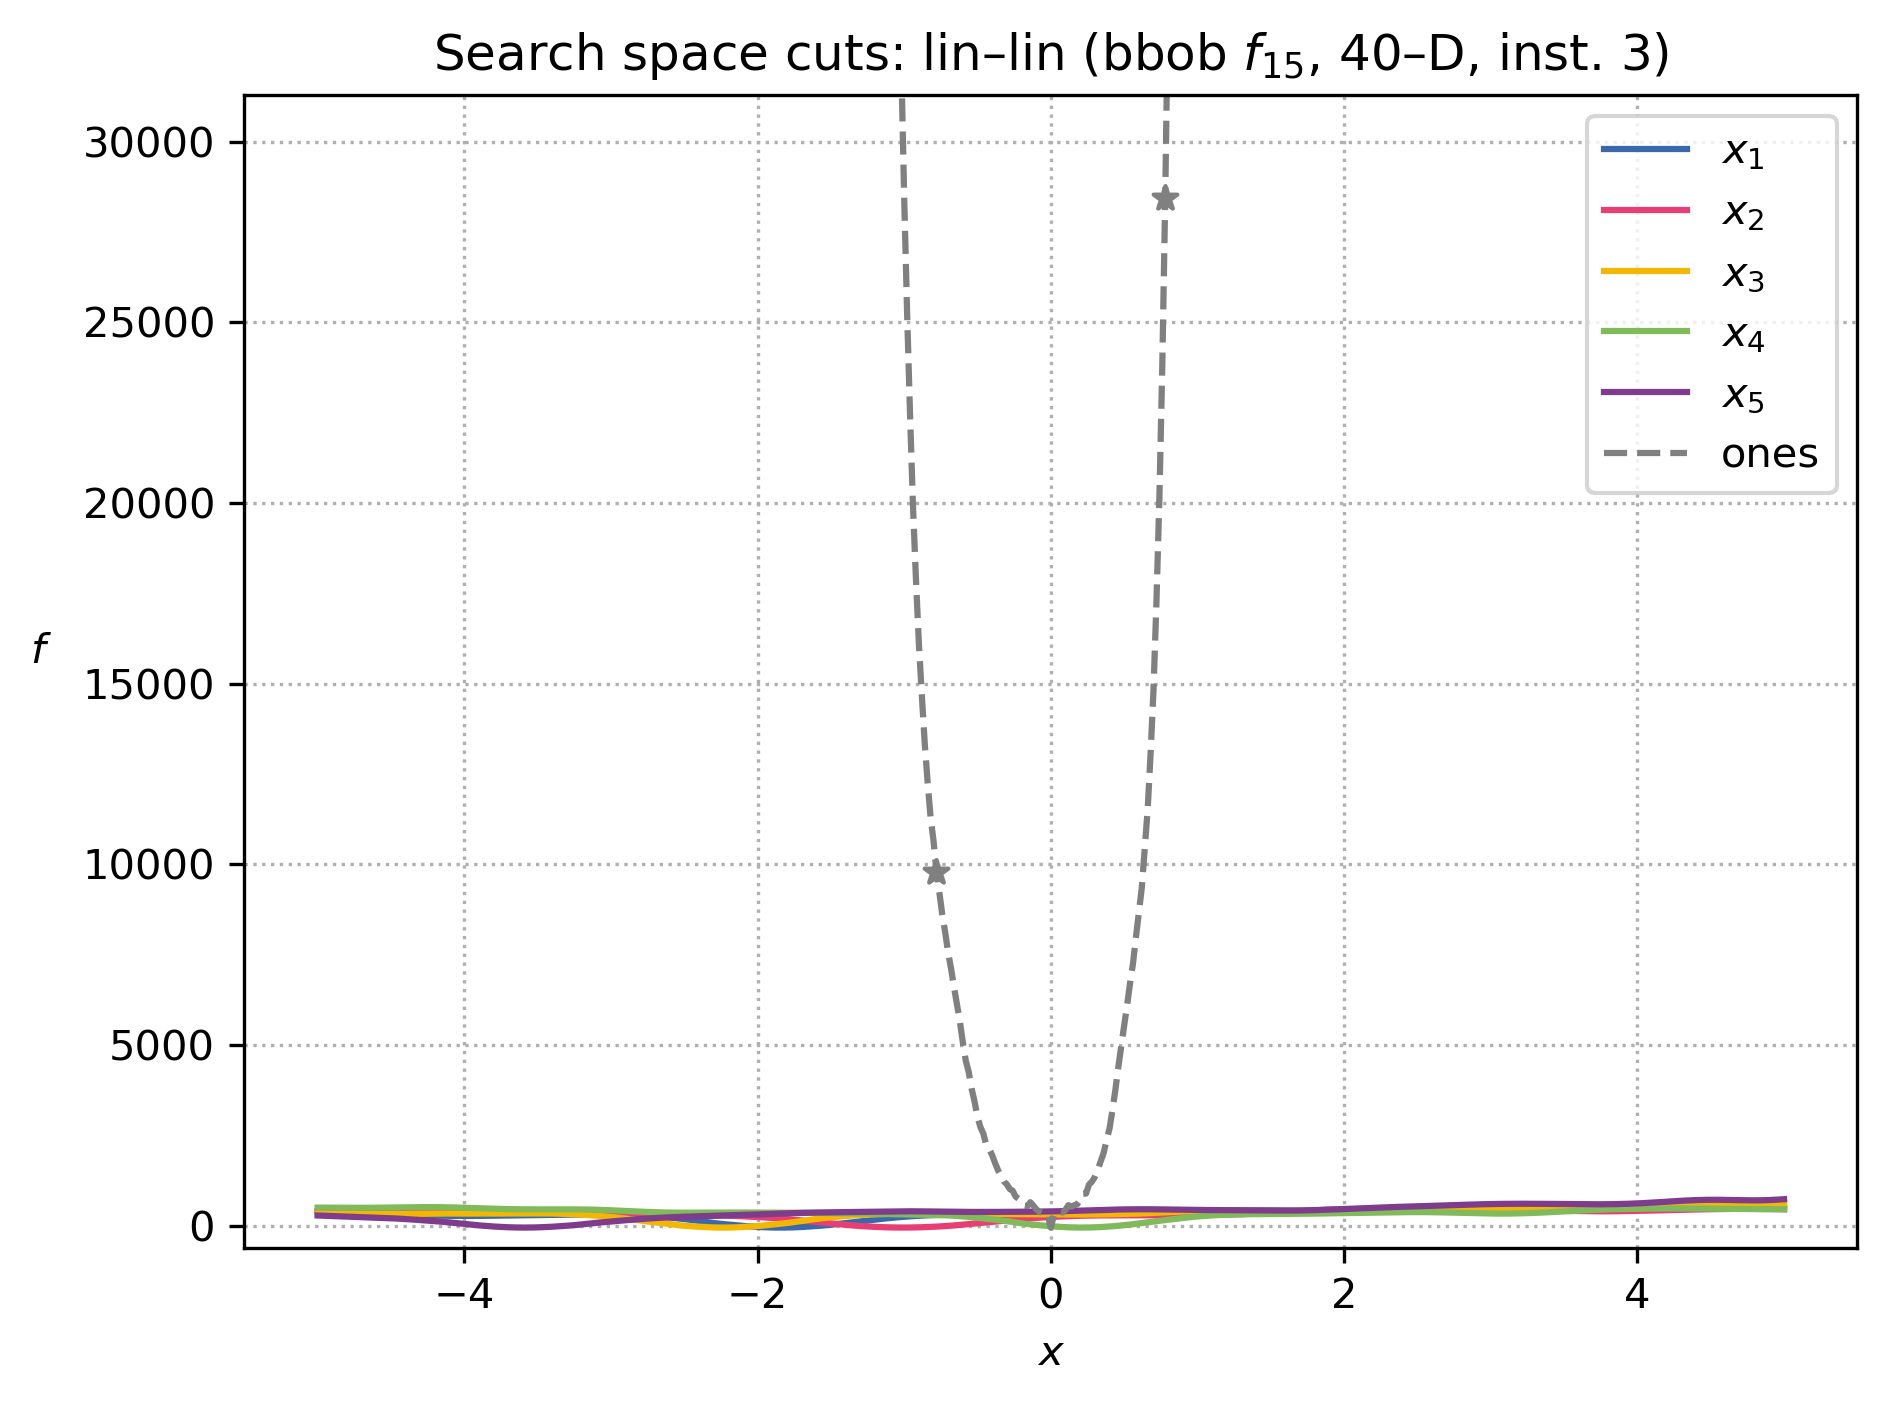 Search space cuts: lin–lin (bbob f₁₅, 40–D, inst. 3)
30000
25000
20000
15000
10000
5000
0
f
x₁
x₂
x₃
x₄
x₅
ones
−4
−2
0
2
4
x